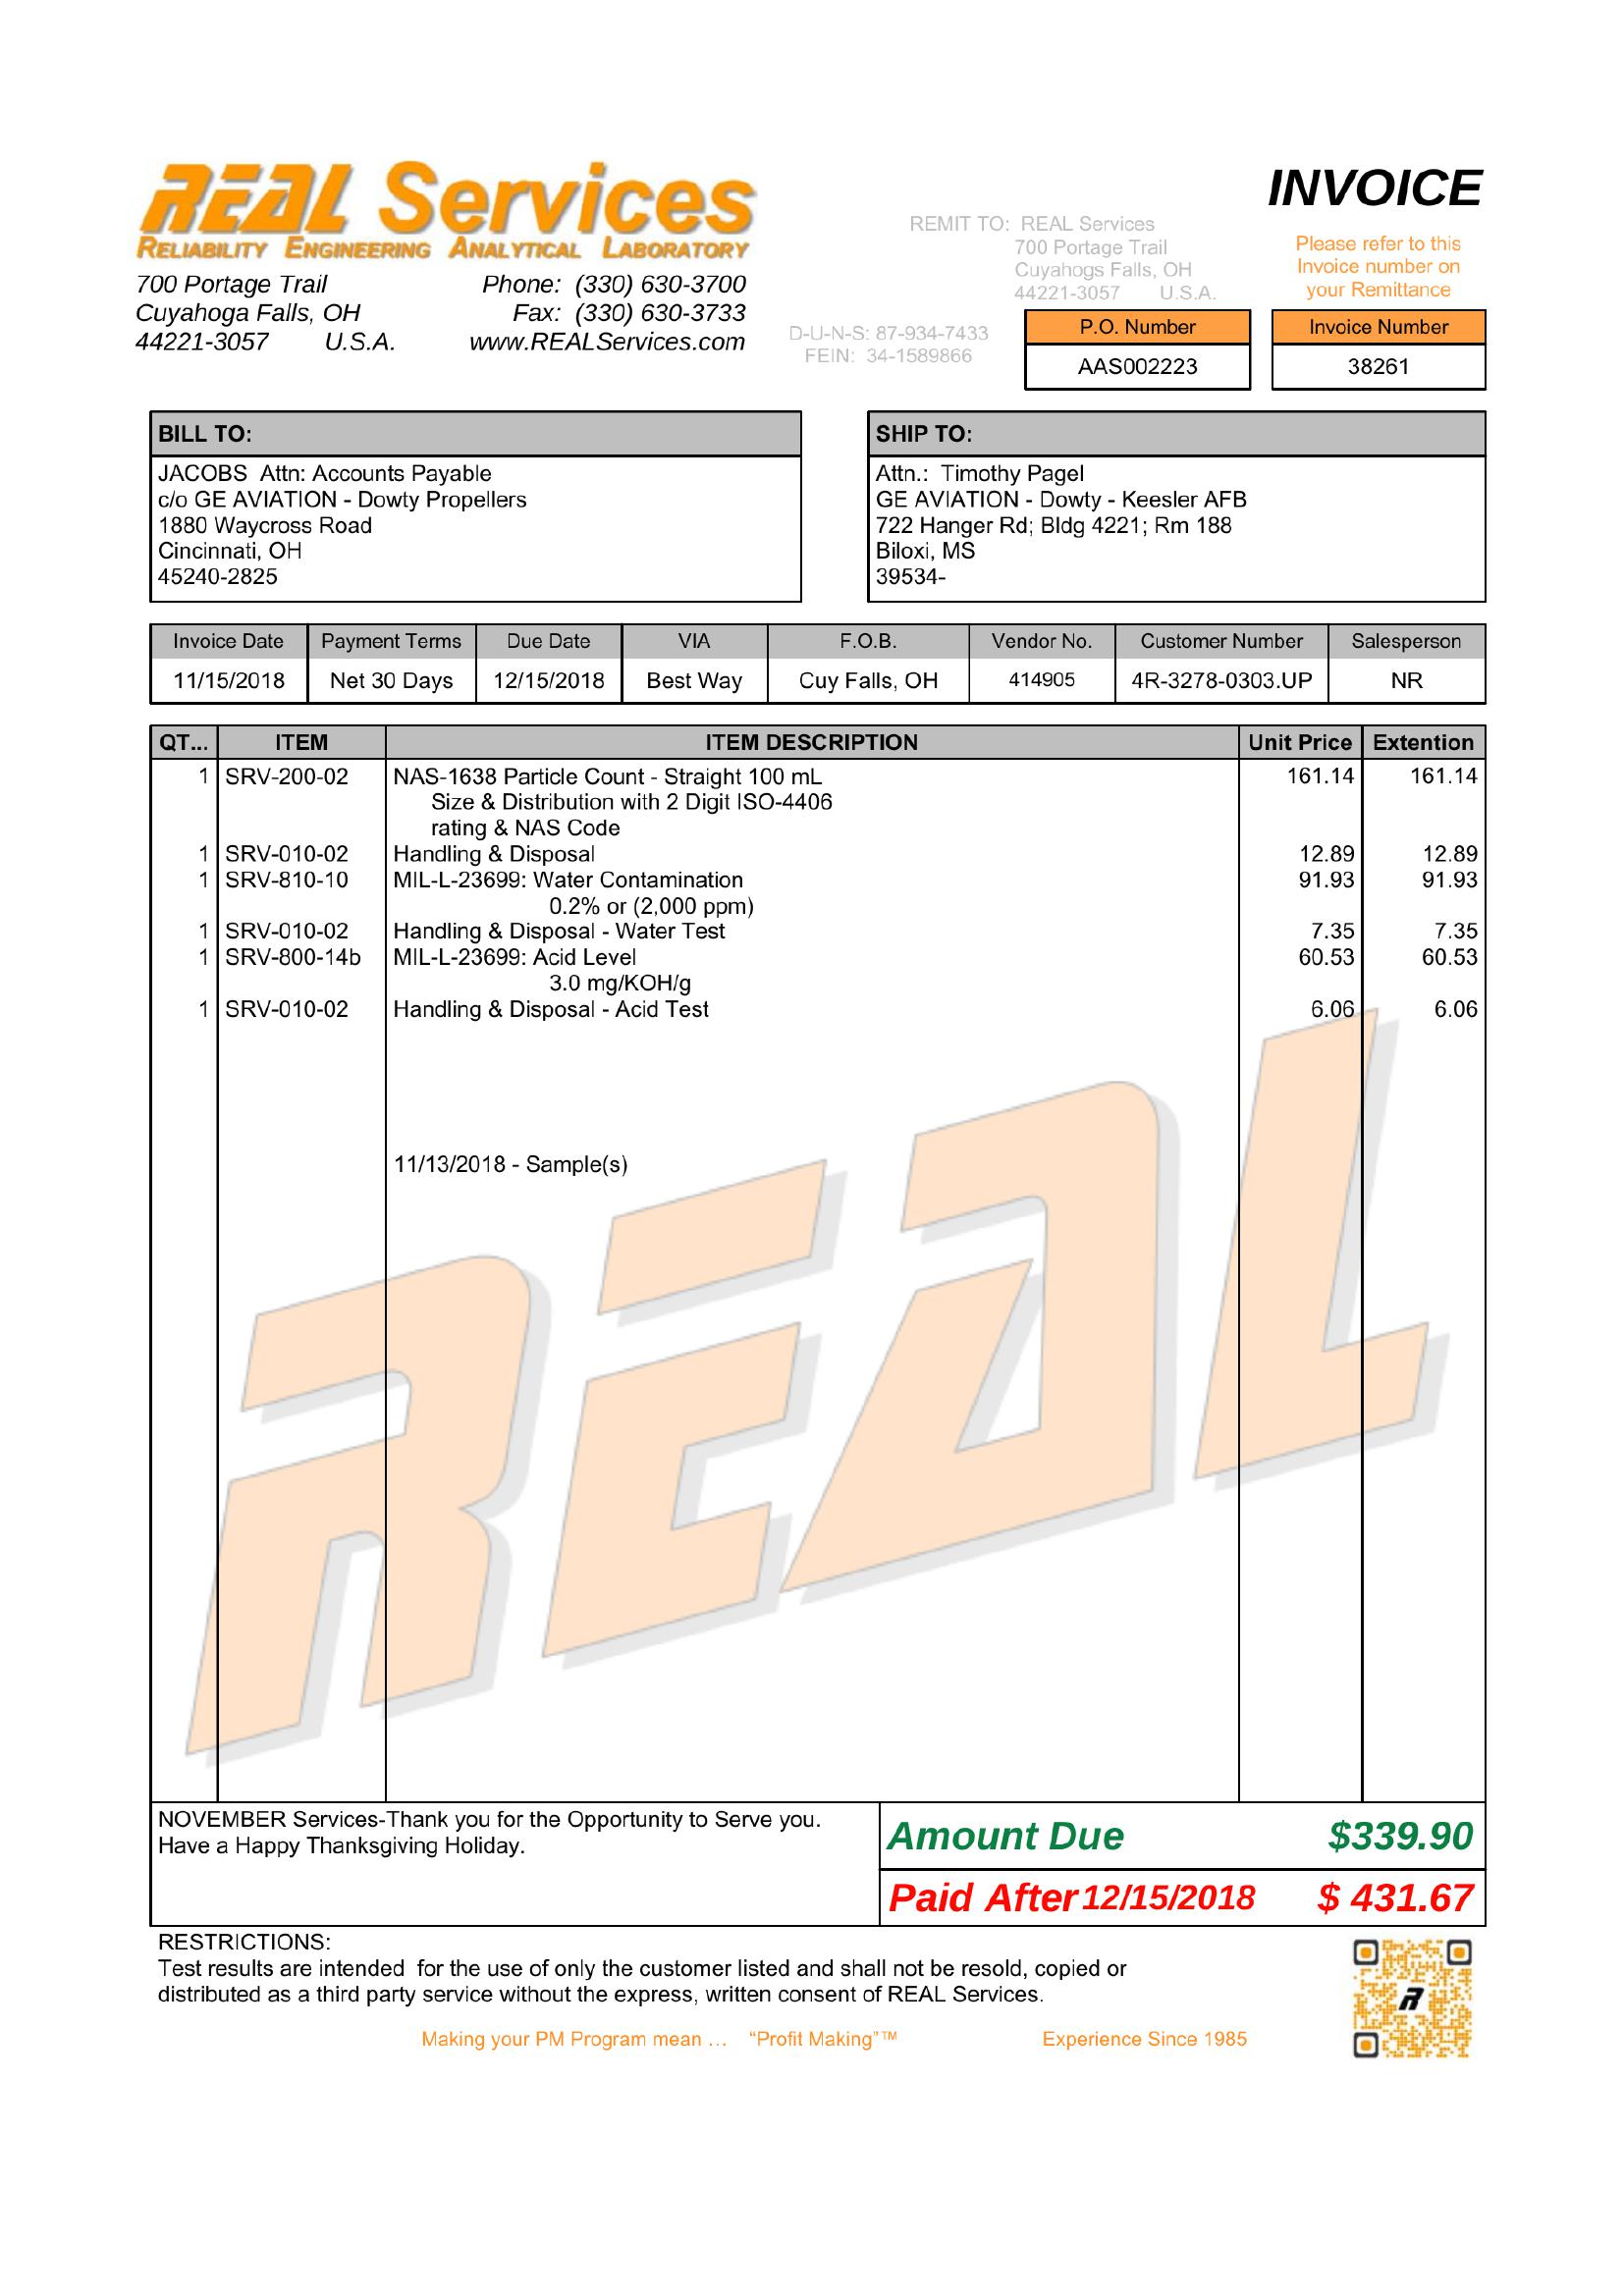 REAL Services
RELIABILITY ENGINEERING ANALYTICAL LABORATORY
700 Portage Trail Phone: (330) 630-3700
Cuyahoga Falls, OH Fax: (330) 630-3733
44221-3057 U.S.A. www.REALServices.com
REMIT TO: REAL Services
700 Portage Trail
Cuyahogs Falls, OH
44221-3057 U.S.A.
D-U-N-S: 87-934-7433
FEIN: 34-1589866
INVOICE
Please refer to this
Invoice number on
your Remittance
P.O. Number Invoice Number
AAS002223 38261
BILL TO:
JACOBS Attn: Accounts Payable
c/o GE AVIATION - Dowty Propellers
1880 Waycross Road
Cincinnati, OH
45240-2825
SHIP TO:
Attn.: Timothy Pagel
GE AVIATION - Dowty - Keesler AFB
722 Hanger Rd; Bldg 4221; Rm 188
Biloxi, MS
39534-
Invoice Date Payment Terms Due Date VIA F.O.B. Vendor No. Customer Number Salesperson
11/15/2018 Net 30 Days 12/15/2018 Best Way Cuy Falls, OH 414905 4R-3278-0303.UP NR
QT... ITEM ITEM DESCRIPTION Unit Price Extention
1 SRV-200-02 NAS-1638 Particle Count - Straight 100 mL 161.14 161.14
Size & Distribution with 2 Digit ISO-4406
rating & NAS Code
1 SRV-010-02 Handling & Disposal 12.89 12.89
1 SRV-810-10 MIL-L-23699: Water Contamination 91.93 91.93
0.2% or (2,000 ppm)
1 SRV-010-02 Handling & Disposal - Water Test 7.35 7.35
1 SRV-800-14b MIL-L-23699: Acid Level 60.53 60.53
3.0 mg/KOH/g
1 SRV-010-02 Handling & Disposal - Acid Test 6.06 6.06
11/13/2018 - Sample(s)
REAL
NOVEMBER Services-Thank you for the Opportunity to Serve you.
Have a Happy Thanksgiving Holiday.
Amount Due $339.90
Paid After 12/15/2018 $ 431.67
RESTRICTIONS:
Test results are intended for the use of only the customer listed and shall not be resold, copied or
distributed as a third party service without the express, written consent of REAL Services.
Making your PM Program mean … “Profit Making”™ Experience Since 1985
R